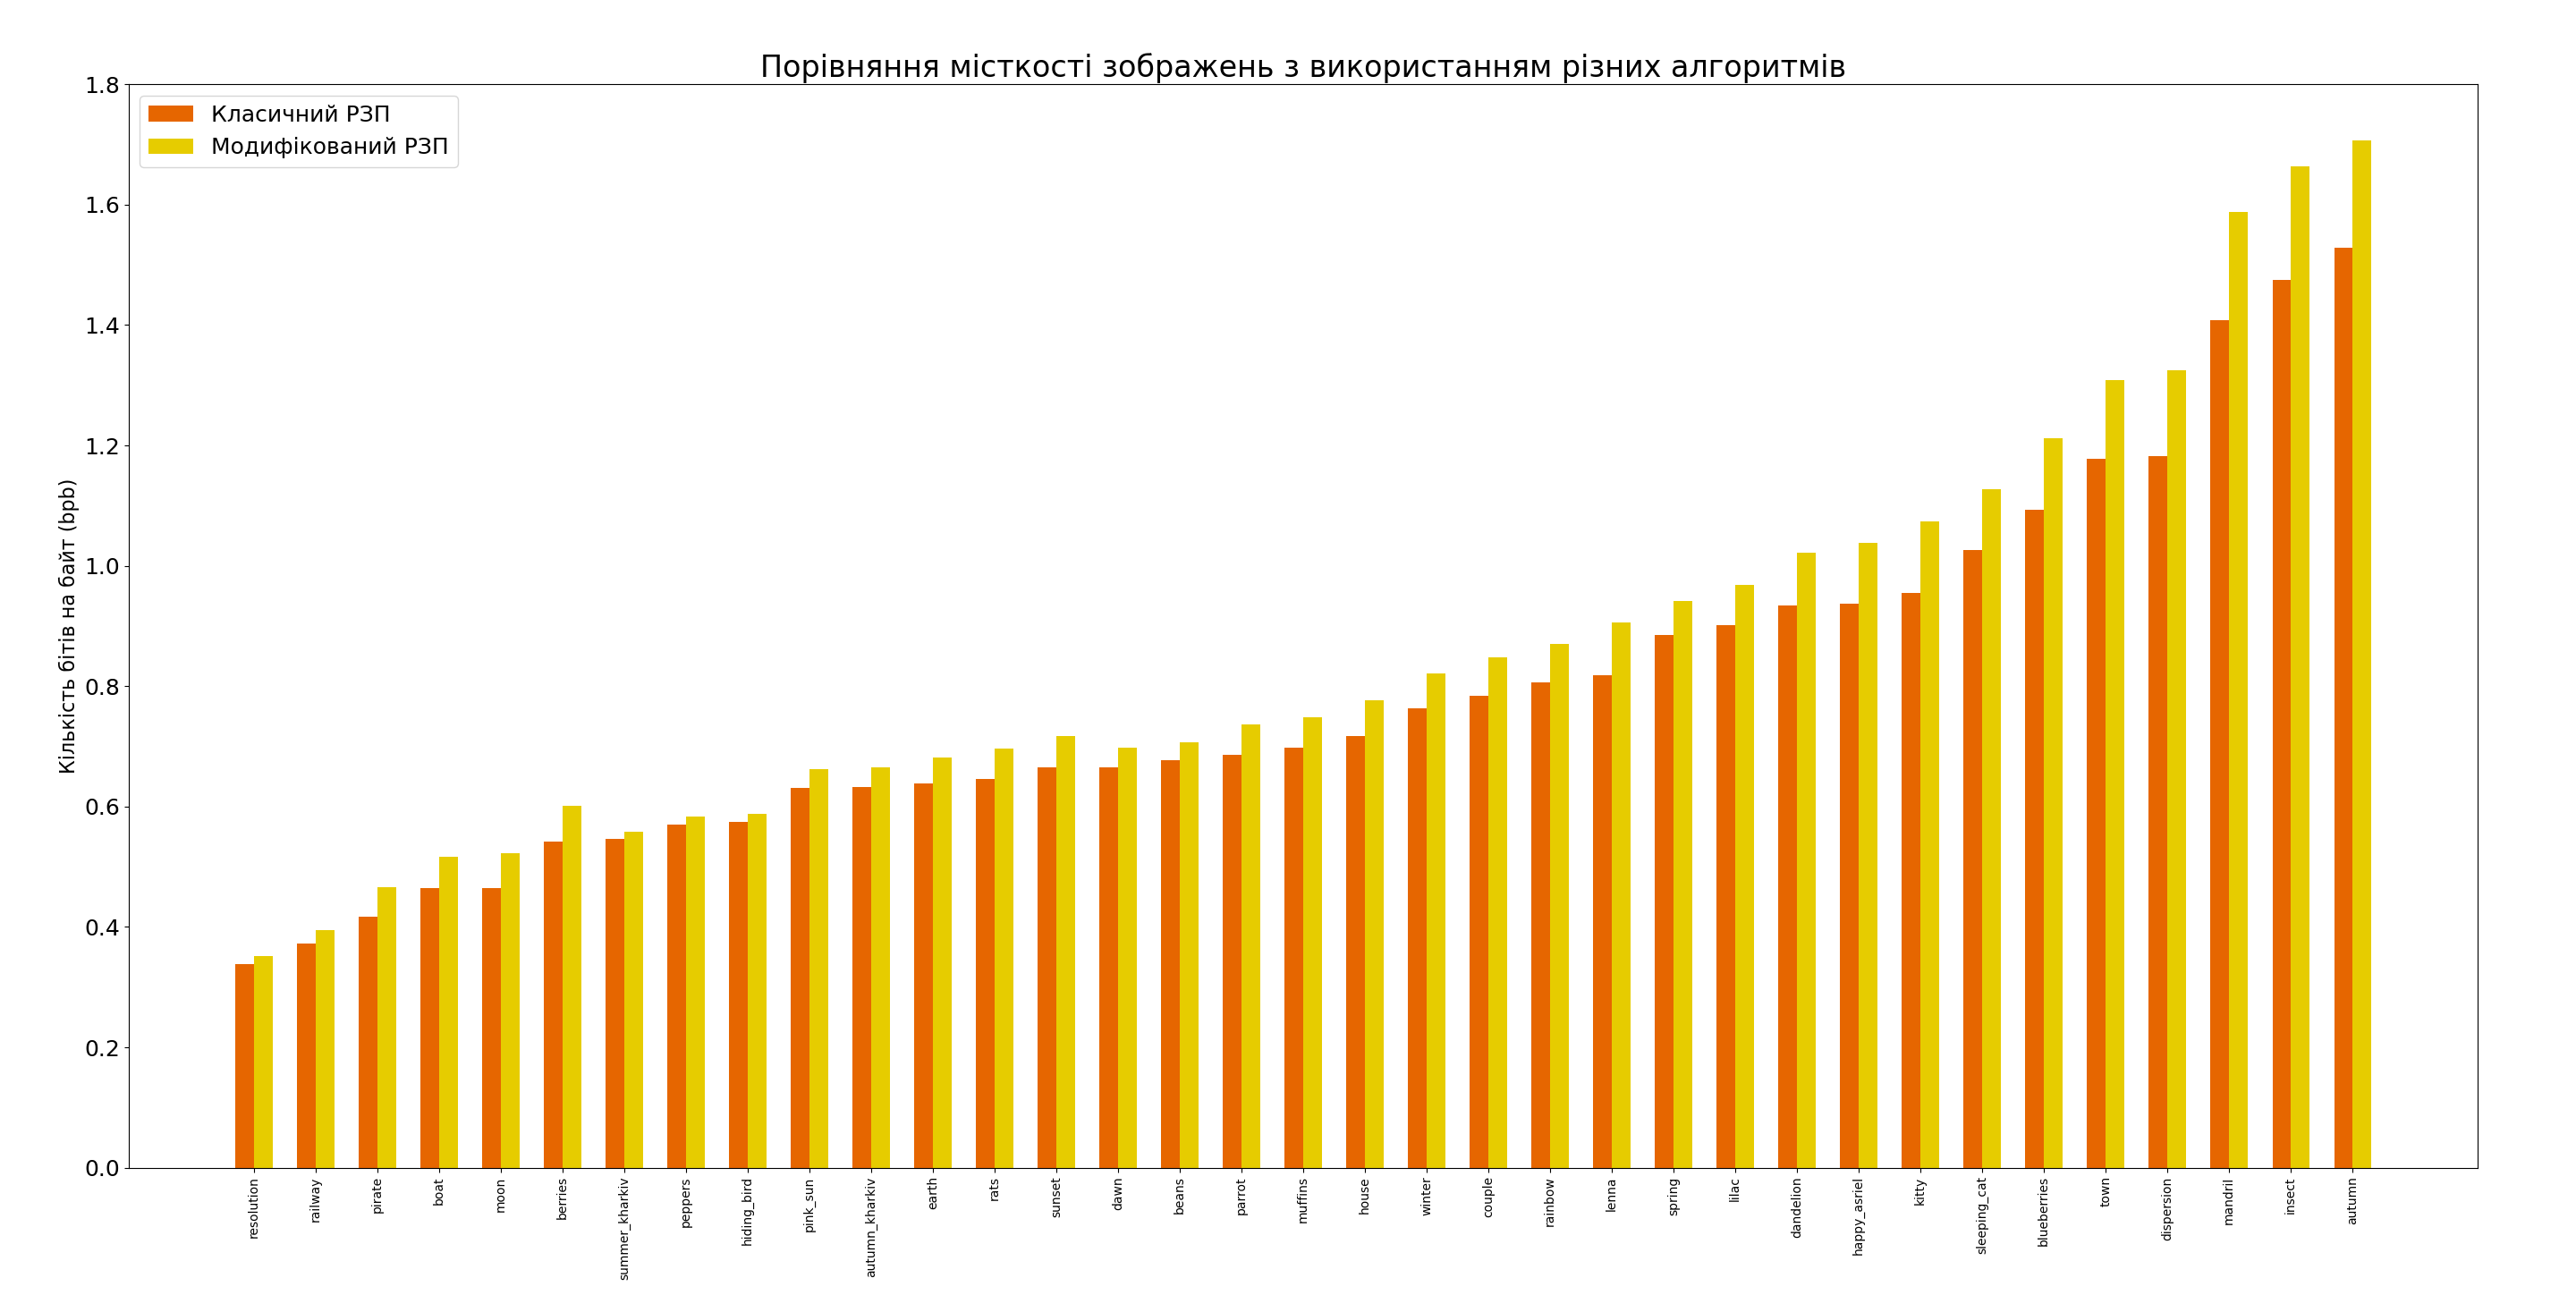 Порівняння місткості зображень з використанням різних алгоритмів
Класичний РЗП
Модифікований РЗП
Кількість бітів на байт (bpb)
1.8
1.6
1.4
1.2
1.0
0.8
0.6
0.4
0.2
0.0
resolution
railway
pirate
boat
moon
berries
summer_kharkiv
peppers
hiding_bird
pink_sun
autumn_kharkiv
earth
rats
sunset
dawn
beans
parrot
muffins
house
winter
couple
rainbow
lenna
spring
lilac
dandelion
happy_asriel
kitty
sleeping_cat
blueberries
town
dispersion
mandril
insect
autumn